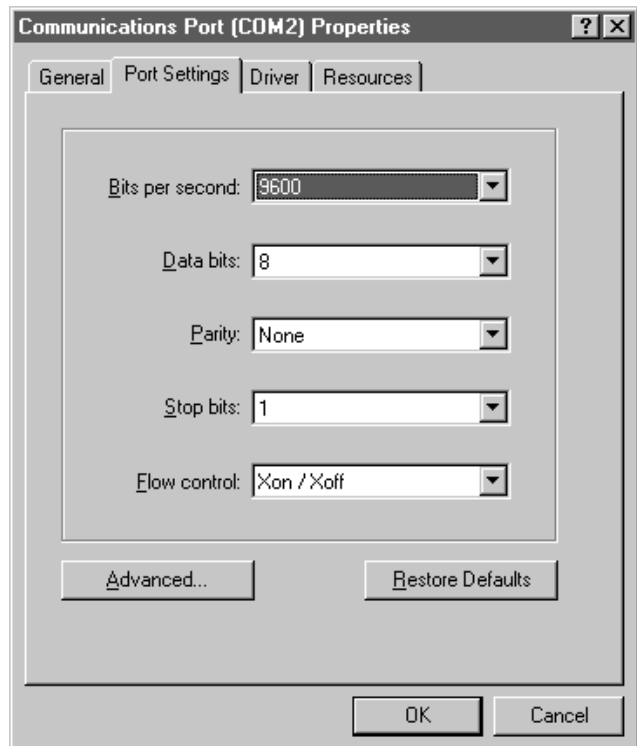 Communications Port (COM2) Properties
General Port Settings Driver Resources
Bits per second: 9600
Data bits: 8
Parity: None
Stop bits: 1
Flow control: Xon / Xoff
Advanced... Restore Defaults
OK Cancel